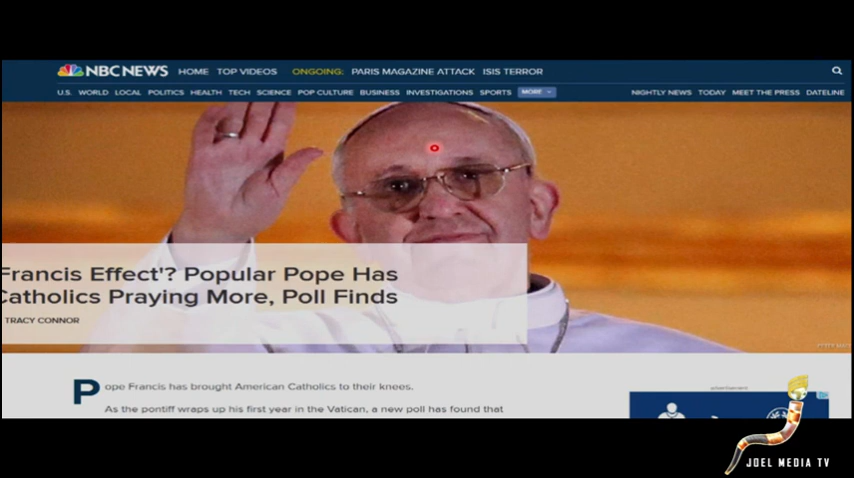 NBC NEWS HOME TOP VIDEOS ONGOING: PARIS MAGAZINE ATTACK ISIS TERROR
U.S. WORLD LOCAL POLITICS HEALTH TECH SCIENCE POP CULTURE BUSINESS INVESTIGATIONS SPORTS MORE NIGHTLY NEWS TODAY MEET THE PRESS DATELINE
Francis Effect'? Popular Pope Has
Catholics Praying More, Poll Finds
TRACY CONNOR
Pope Francis has brought American Catholics to their knees.
advertisement
As the pontiff wraps up his first year in the Vatican, a new poll has found that
JOEL MEDIA TV